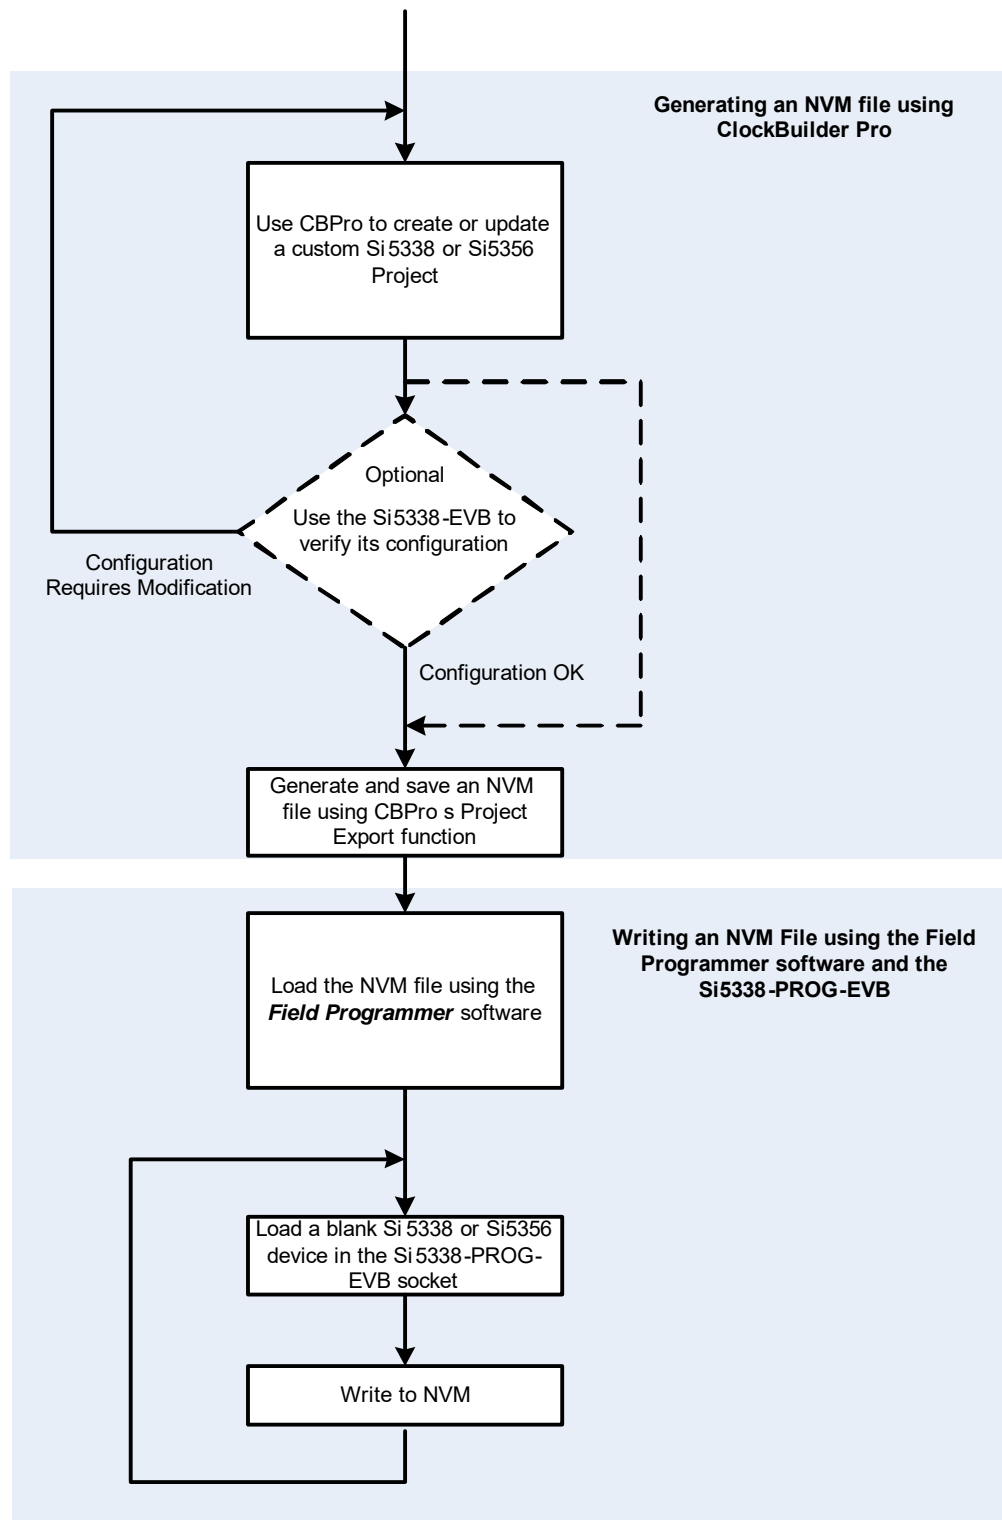 Generating an NVM file using
ClockBuilder Pro
Use CBPro to create or update
a custom Si5338 or Si5356
Project
Optional
Use the Si5338-EVB to
verify its configuration
Configuration
Requires Modification
Configuration OK
Generate and save an NVM
file using CBPro s Project
Export function
Writing an NVM File using the Field
Programmer software and the
Si5338-PROG-EVB
Load the NVM file using the
Field Programmer software
Load a blank Si5338 or Si5356
device in the Si5338-PROG-
EVB socket
Write to NVM